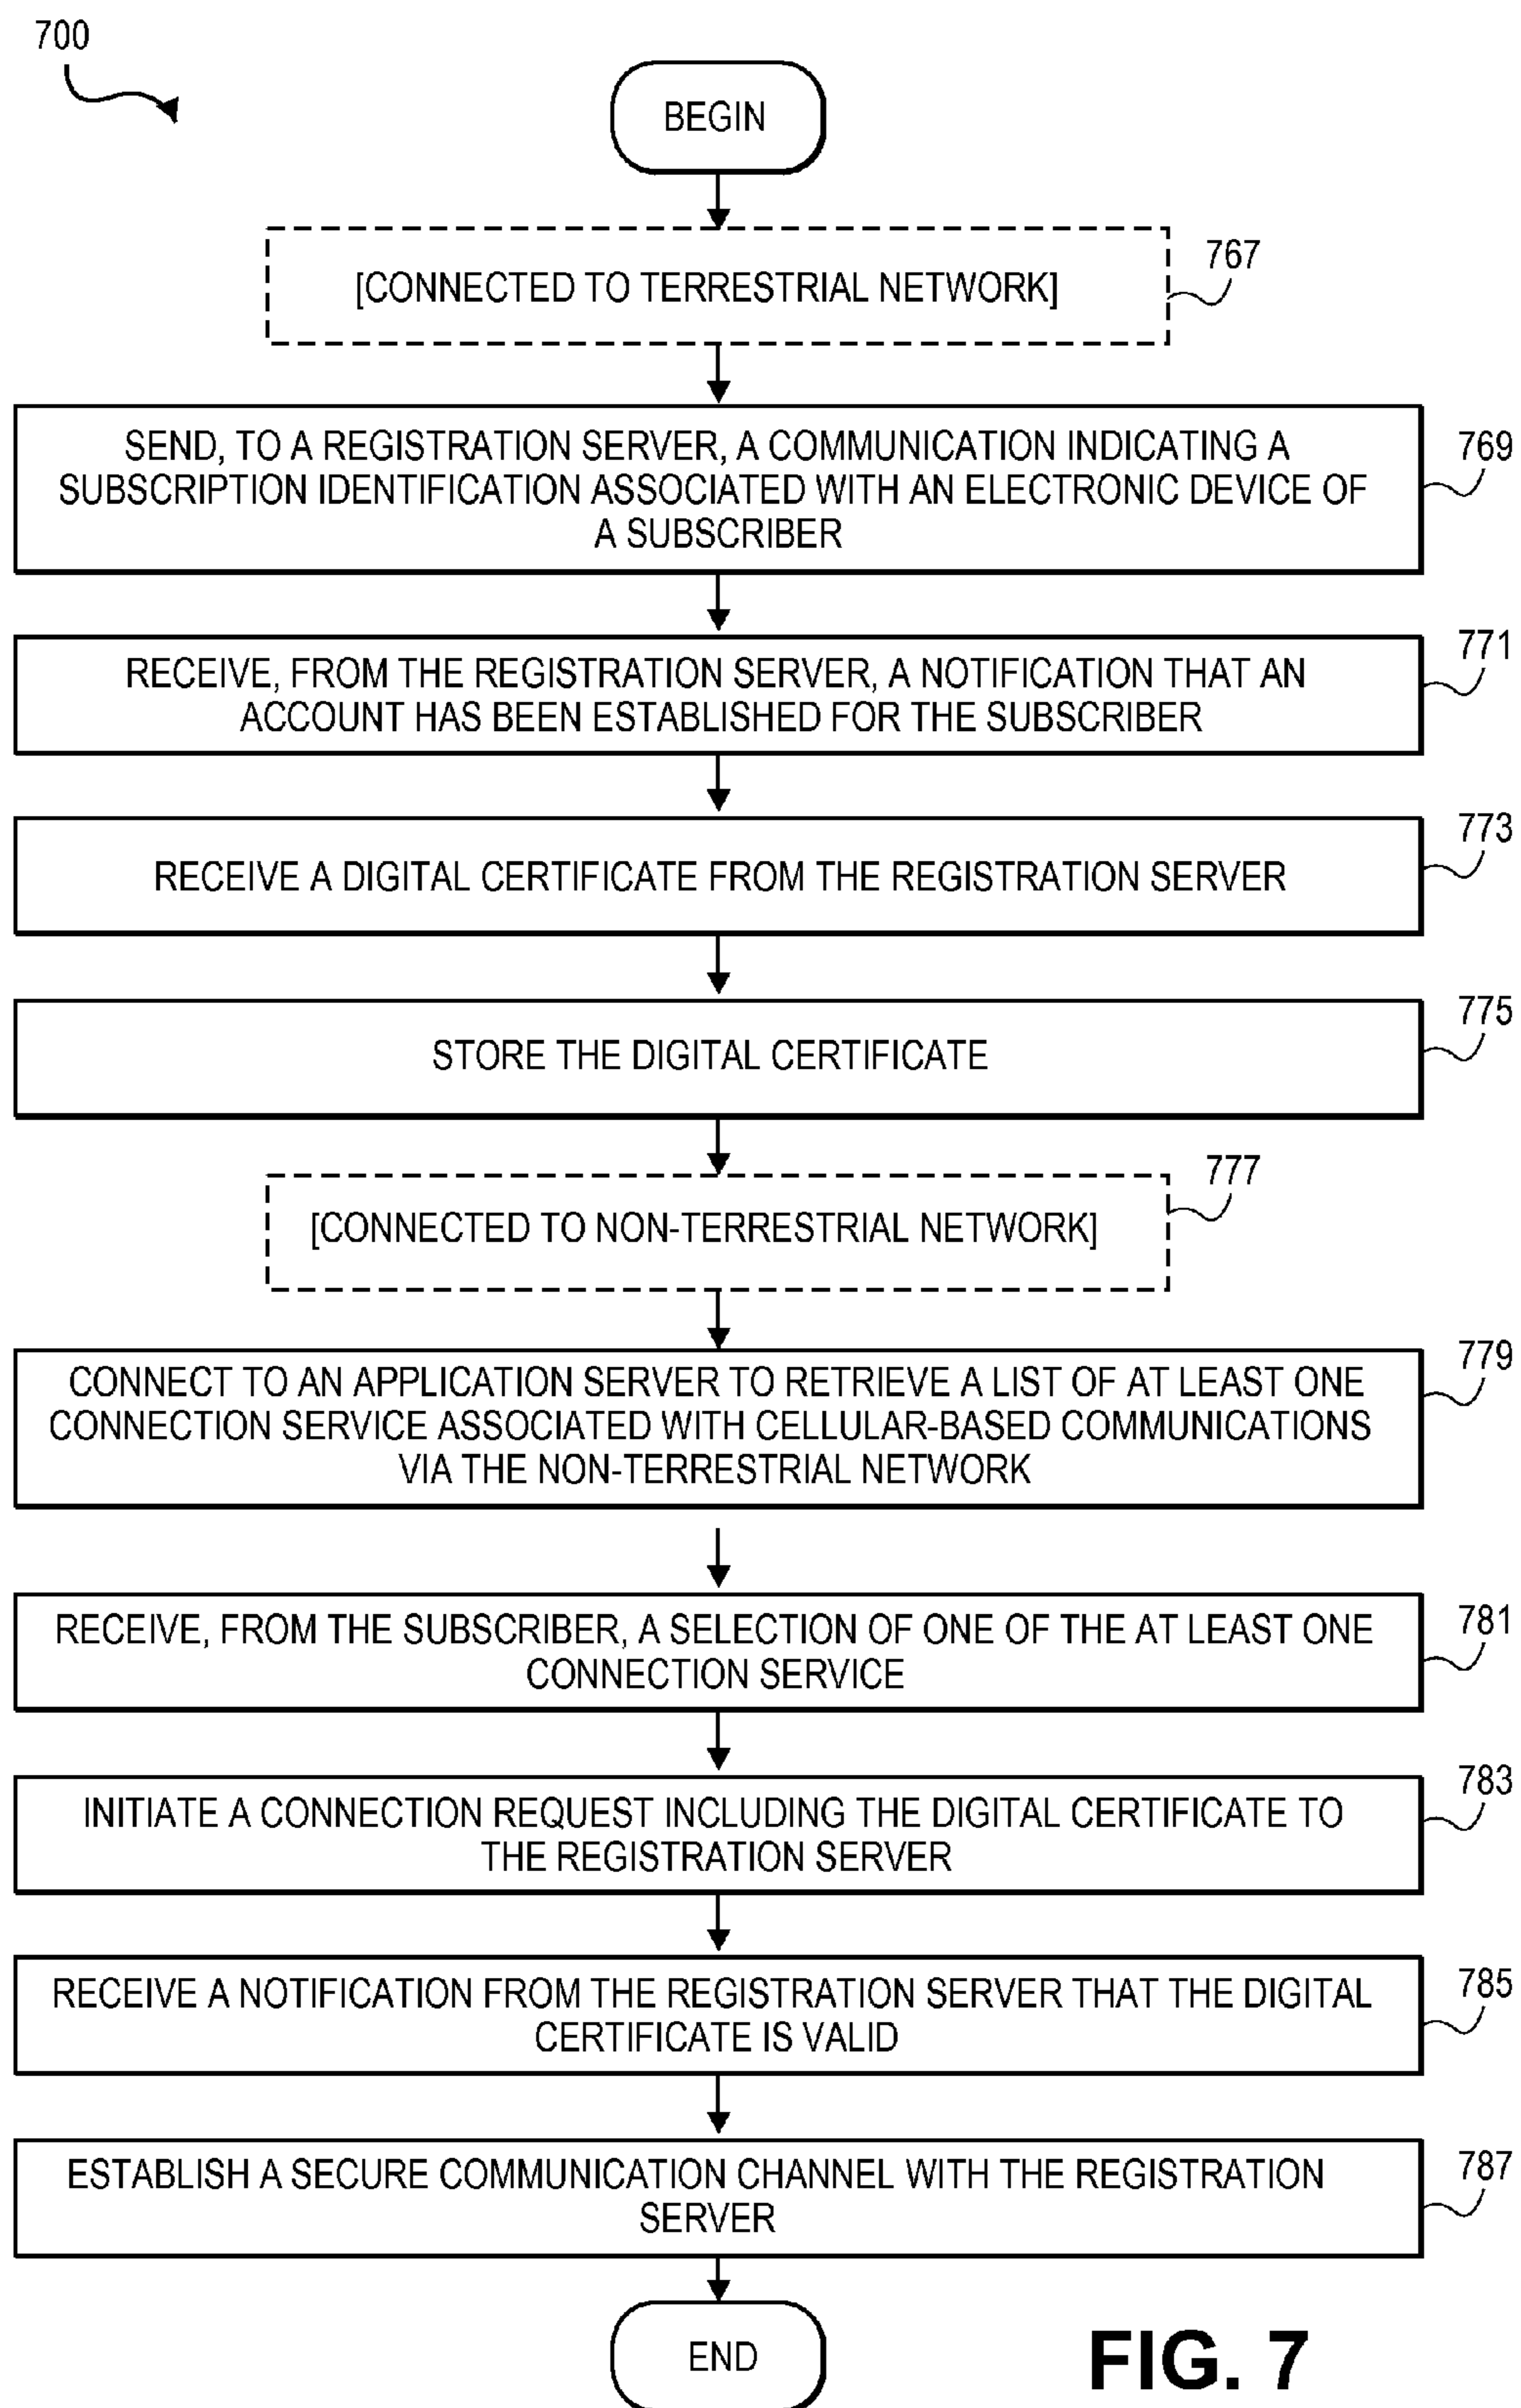 700
BEGIN
[CONNECTED TO TERRESTRIAL NETWORK]
767
SEND, TO A REGISTRATION SERVER, A COMMUNICATION INDICATING A
SUBSCRIPTION IDENTIFICATION ASSOCIATED WITH AN ELECTRONIC DEVICE OF
A SUBSCRIBER
769
RECEIVE, FROM THE REGISTRATION SERVER, A NOTIFICATION THAT AN
ACCOUNT HAS BEEN ESTABLISHED FOR THE SUBSCRIBER
771
RECEIVE A DIGITAL CERTIFICATE FROM THE REGISTRATION SERVER
773
STORE THE DIGITAL CERTIFICATE
775
[CONNECTED TO NON-TERRESTRIAL NETWORK]
777
CONNECT TO AN APPLICATION SERVER TO RETRIEVE A LIST OF AT LEAST ONE
CONNECTION SERVICE ASSOCIATED WITH CELLULAR-BASED COMMUNICATIONS
VIA THE NON-TERRESTRIAL NETWORK
779
RECEIVE, FROM THE SUBSCRIBER, A SELECTION OF ONE OF THE AT LEAST ONE
CONNECTION SERVICE
781
INITIATE A CONNECTION REQUEST INCLUDING THE DIGITAL CERTIFICATE TO
THE REGISTRATION SERVER
783
RECEIVE A NOTIFICATION FROM THE REGISTRATION SERVER THAT THE DIGITAL
CERTIFICATE IS VALID
785
ESTABLISH A SECURE COMMUNICATION CHANNEL WITH THE REGISTRATION
SERVER
787
END
FIG. 7